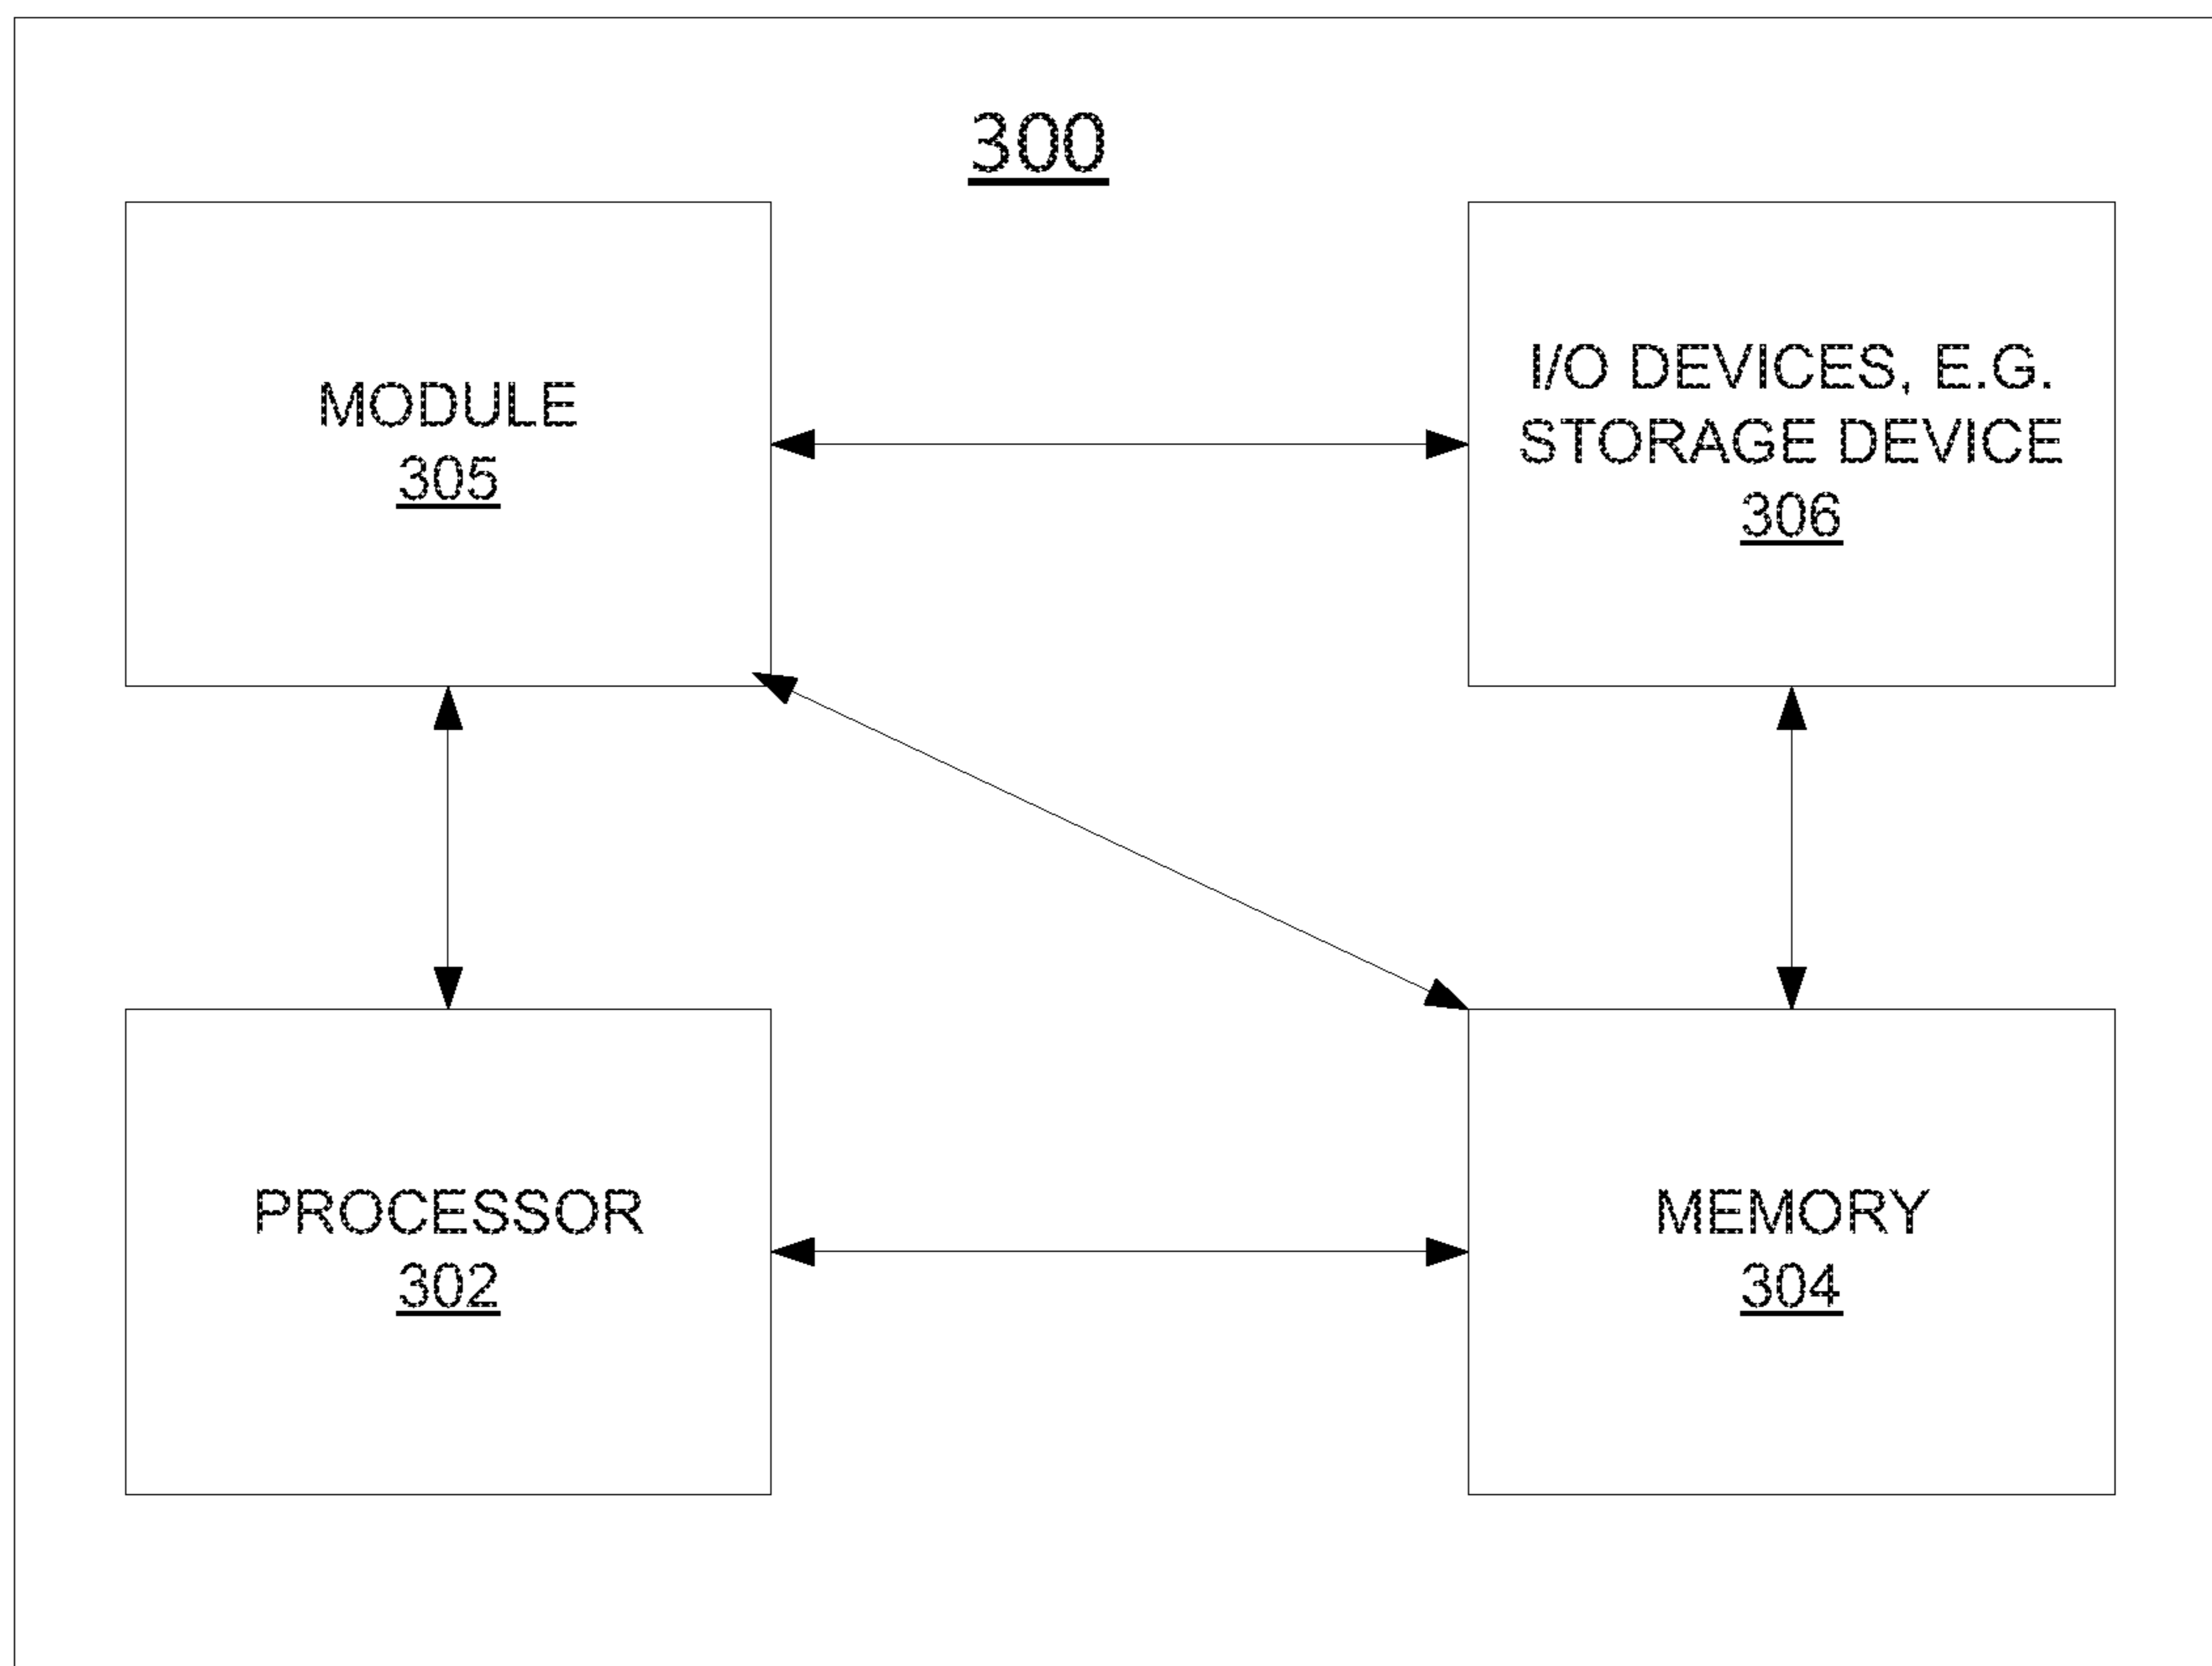 300
MODULE
305
I/O DEVICES, E.G.
STORAGE DEVICE
306
PROCESSOR
302
MEMORY
304